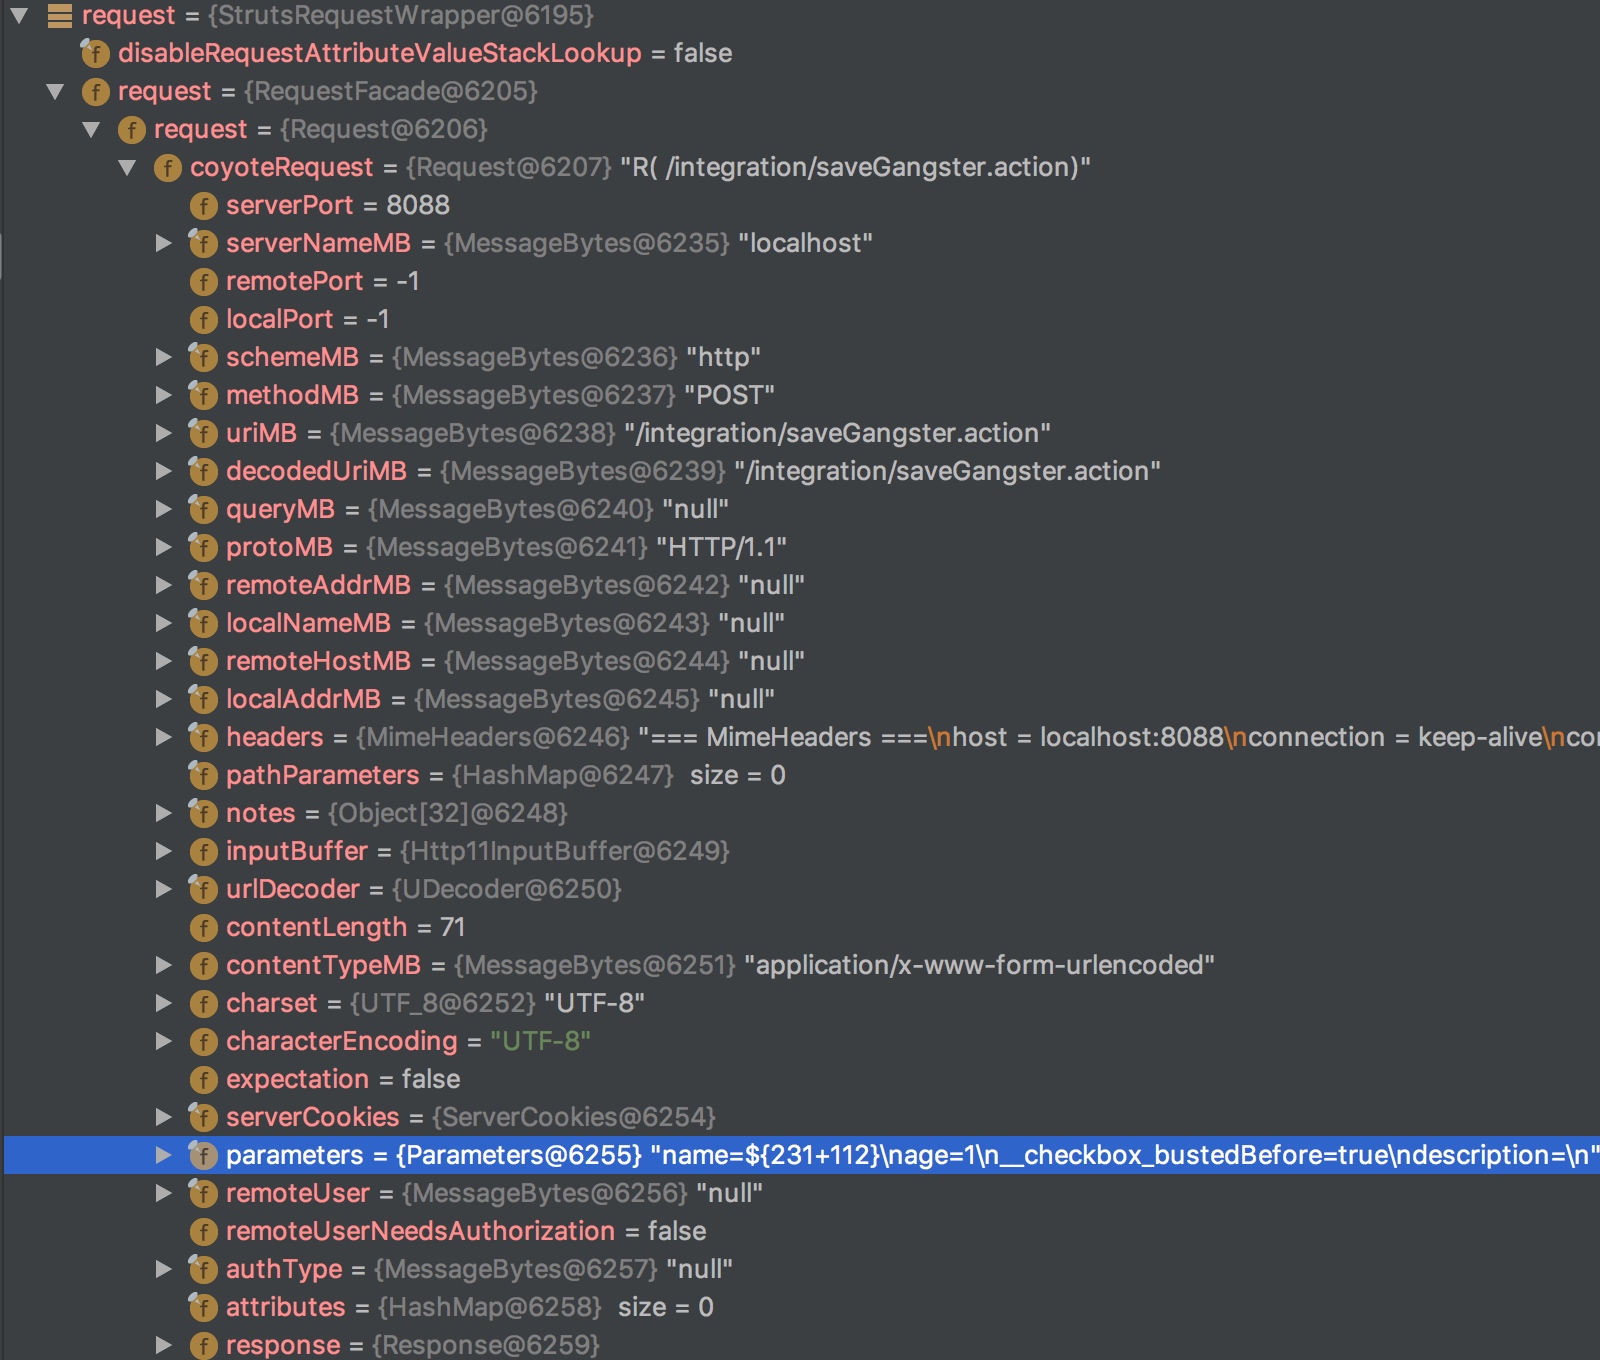 request = {StrutsRequestWrapper@6195}
disableRequestAttributeValueStackLookup = false
request = {RequestFacade@6205}
request = {Request@6206}
coyoteRequest = {Request@6207} "R( /integration/saveGangster.action)"
serverPort = 8088
serverNameMB = {MessageBytes@6235} "localhost"
remotePort = -1
localPort = -1
schemeMB = {MessageBytes@6236} "http"
methodMB = {MessageBytes@6237} "POST"
uriMB = {MessageBytes@6238} "/integration/saveGangster.action"
decodedUriMB = {MessageBytes@6239} "/integration/saveGangster.action"
queryMB = {MessageBytes@6240} "null"
protoMB = {MessageBytes@6241} "HTTP/1.1"
remoteAddrMB = {MessageBytes@6242} "null"
localNameMB = {MessageBytes@6243} "null"
remoteHostMB = {MessageBytes@6244} "null"
localAddrMB = {MessageBytes@6245} "null"
headers = {MimeHeaders@6246} "=== MimeHeaders ===\nhost = localhost:8088\nconnection = keep-alive\ncon
pathParameters = {HashMap@6247} size = 0
notes = {Object[32]@6248}
inputBuffer = {Http11InputBuffer@6249}
urlDecoder = {UDecoder@6250}
contentLength = 71
contentTypeMB = {MessageBytes@6251} "application/x-www-form-urlencoded"
charset = {UTF_8@6252} "UTF-8"
characterEncoding = "UTF-8"
expectation = false
serverCookies = {ServerCookies@6254}
parameters = {Parameters@6255} "name=${231+112}\nage=1\n__checkbox_bustedBefore=true\ndescription=\n"
remoteUser = {MessageBytes@6256} "null"
remoteUserNeedsAuthorization = false
authType = {MessageBytes@6257} "null"
attributes = {HashMap@6258} size = 0
response = {Response@6259}